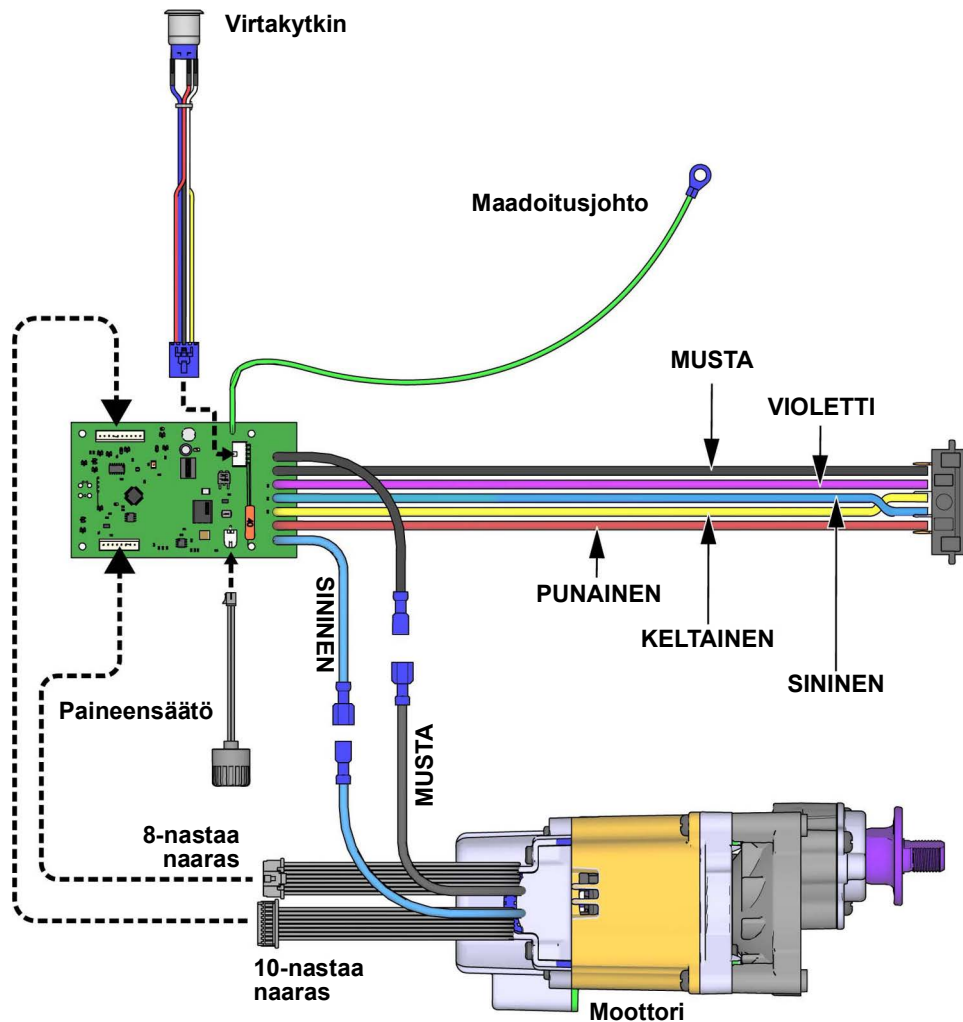 Virtakytkin
Maadoitusjohto
MUSTA
VIOLETTI
PUNAINEN
KELTAINEN
SININEN
SININEN
MUSTA
Paineensäätö
8-nastaa
naaras
10-nastaa
naaras
Moottori